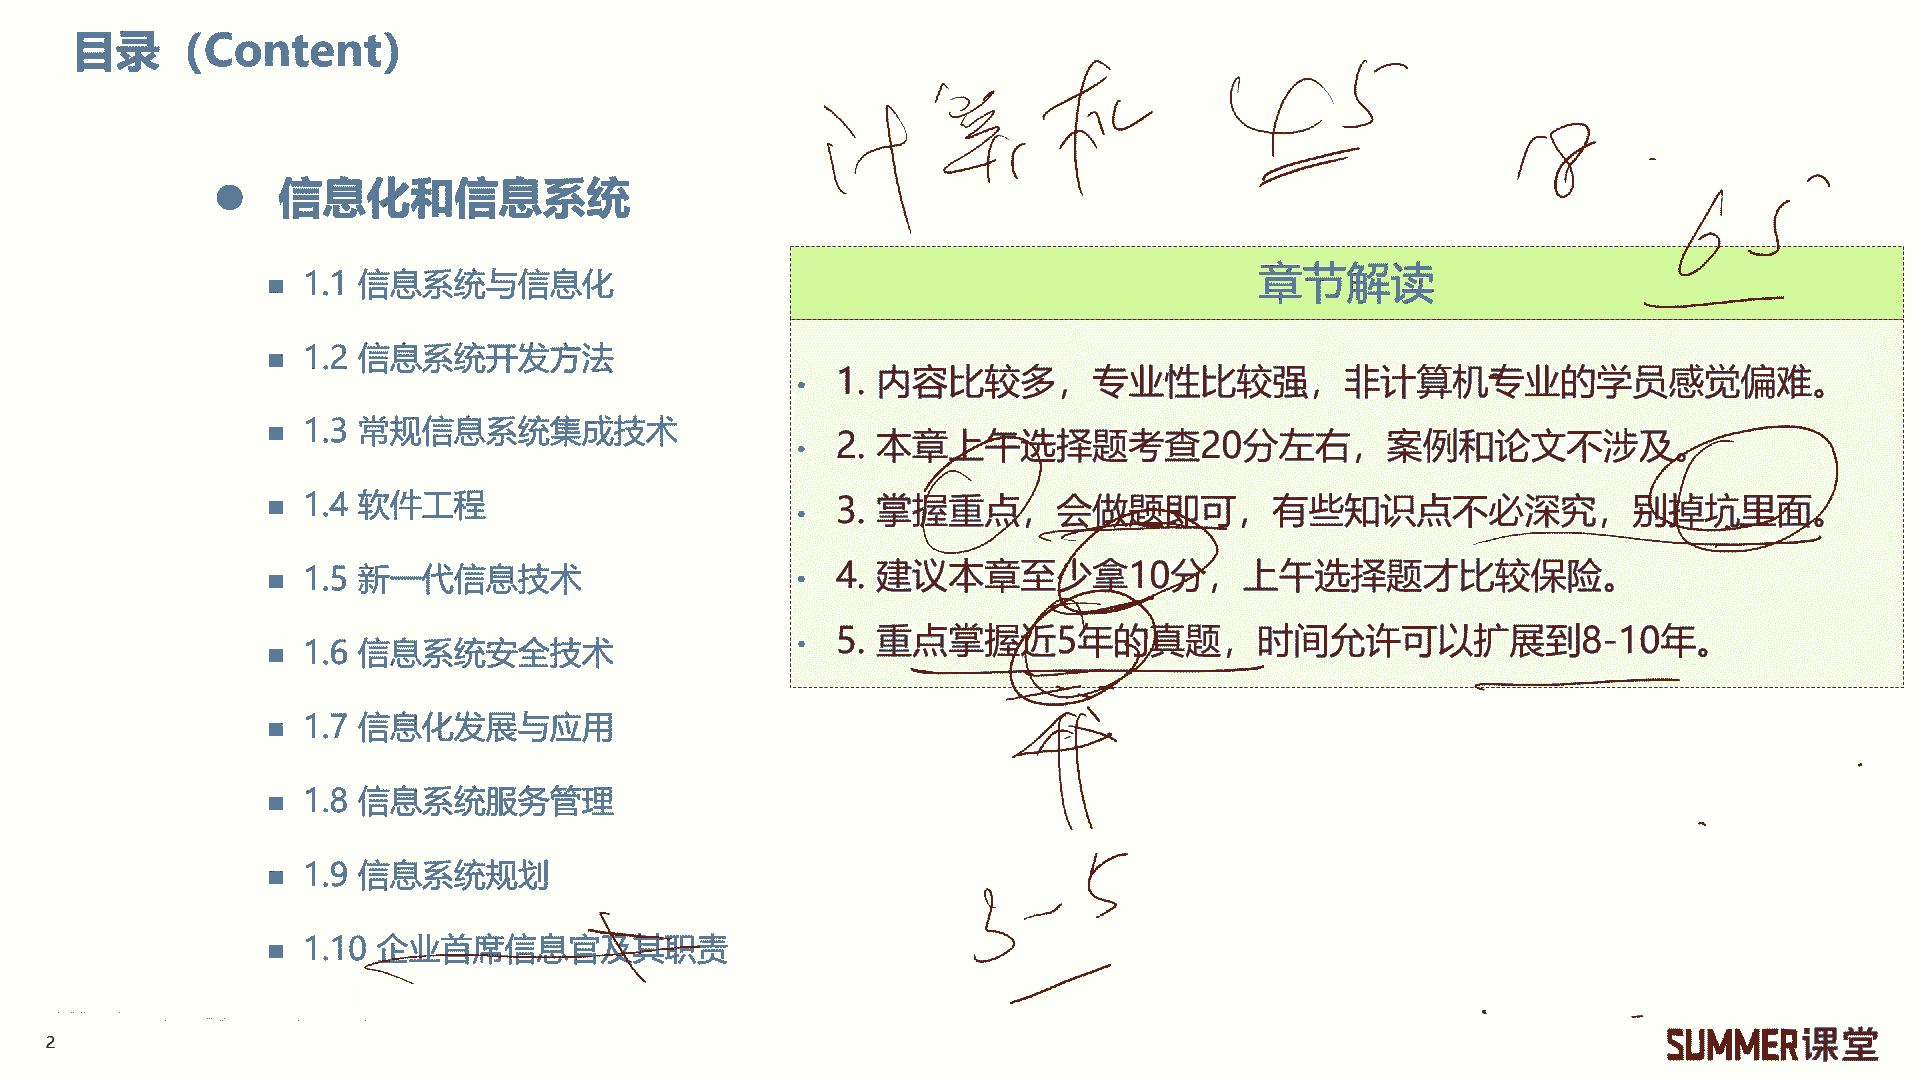 目录（Content）
计算机 45
18
65
信息化和信息系统
1.1 信息系统与信息化
1.2 信息系统开发方法
1.3 常规信息系统集成技术
1.4 软件工程
1.5 新一代信息技术
1.6 信息系统安全技术
1.7 信息化发展与应用
1.8 信息系统服务管理
1.9 信息系统规划
1.10 企业首席信息官及其职责
章节解读
1. 内容比较多，专业性比较强，非计算机专业的学员感觉偏难。
2. 本章上午选择题考查20分左右，案例和论文不涉及。
3. 掌握重点，会做题即可，有些知识点不必深究，别掉坑里面。
4. 建议本章至少拿10分，上午选择题才比较保险。
5. 重点掌握近5年的真题，时间允许可以扩展到8-10年。
3-5
2
SUMMER课堂